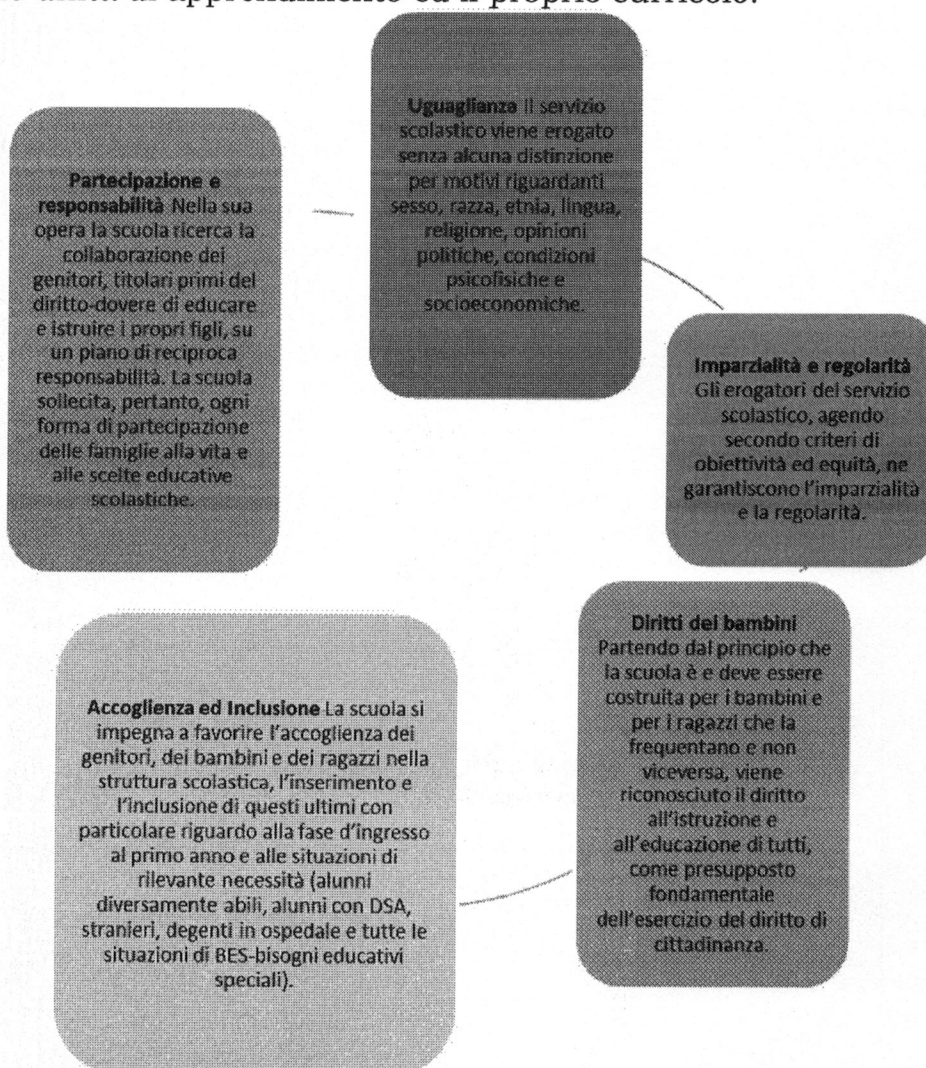 unità di apprendimento ed il proprio curricolo.
Uguaglianza Il servizio
scolastico viene erogato
senza alcuna distinzione
per motivi riguardanti
sesso, razza, etnia, lingua,
religione, opinioni
politiche, condizioni
psicofisiche e
socioeconomiche.
Imparzialità e regolarità
Gli erogatori del servizio
scolastico, agendo
secondo criteri di
obiettività ed equità, ne
garantiscono l'imparzialità
e la regolarità.
Diritti dei bambini
Partendo dal principio che
la scuola è e deve essere
costruita per i bambini e
per i ragazzi che la
frequentano e non
viceversa, viene
riconosciuto il diritto
all'istruzione e
all'educazione di tutti,
come presupposto
fondamentale
dell'esercizio del diritto di
cittadinanza.
Accoglienza ed Inclusione La scuola si
impegna a favorire l'accoglienza dei
genitori, dei bambini e dei ragazzi nella
struttura scolastica, l'inserimento e
l'inclusione di questi ultimi con
particolare riguardo alla fase d'ingresso
al primo anno e alle situazioni di
rilevante necessità (alunni
diversamente abili, alunni con DSA,
stranieri, degenti in ospedale e tutte le
situazioni di BES-bisogni educativi
speciali).
Partecipazione e
responsabilità Nella sua
opera la scuola ricerca la
collaborazione dei
genitori, titolari primi del
diritto-dovere di educare
e istruire i propri figli, su
un piano di reciproca
responsabilità. La scuola
sollecita, pertanto, ogni
forma di partecipazione
delle famiglie alla vita e
alle scelte educative
scolastiche.